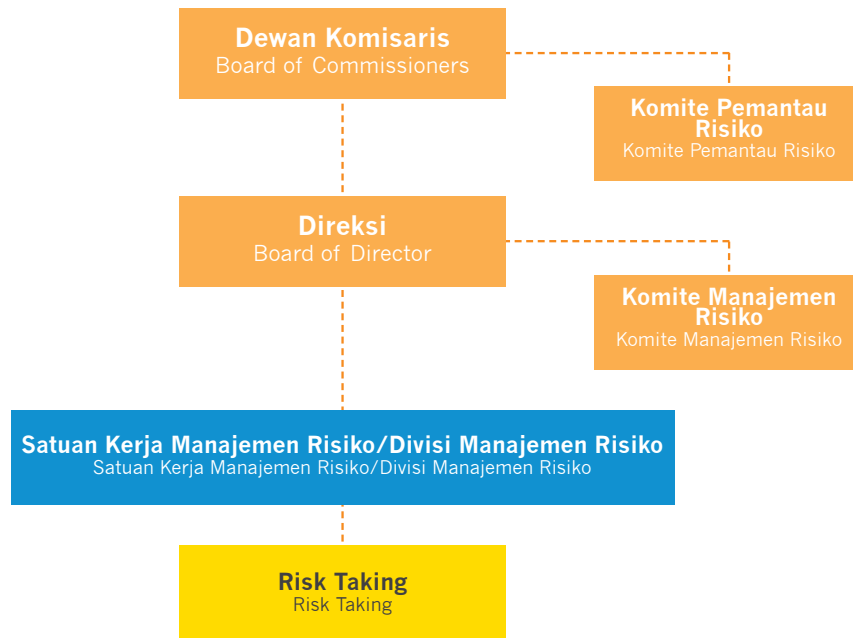 Dewan Komisaris
Board of Commissioners
Komite Pemantau
Risiko
Komite Pemantau Risiko
Direksi
Board of Director
Komite Manajemen
Risiko
Komite Manajemen Risiko
Satuan Kerja Manajemen Risiko/Divisi Manajemen Risiko
Satuan Kerja Manajemen Risiko/Divisi Manajemen Risiko
Risk Taking
Risk Taking